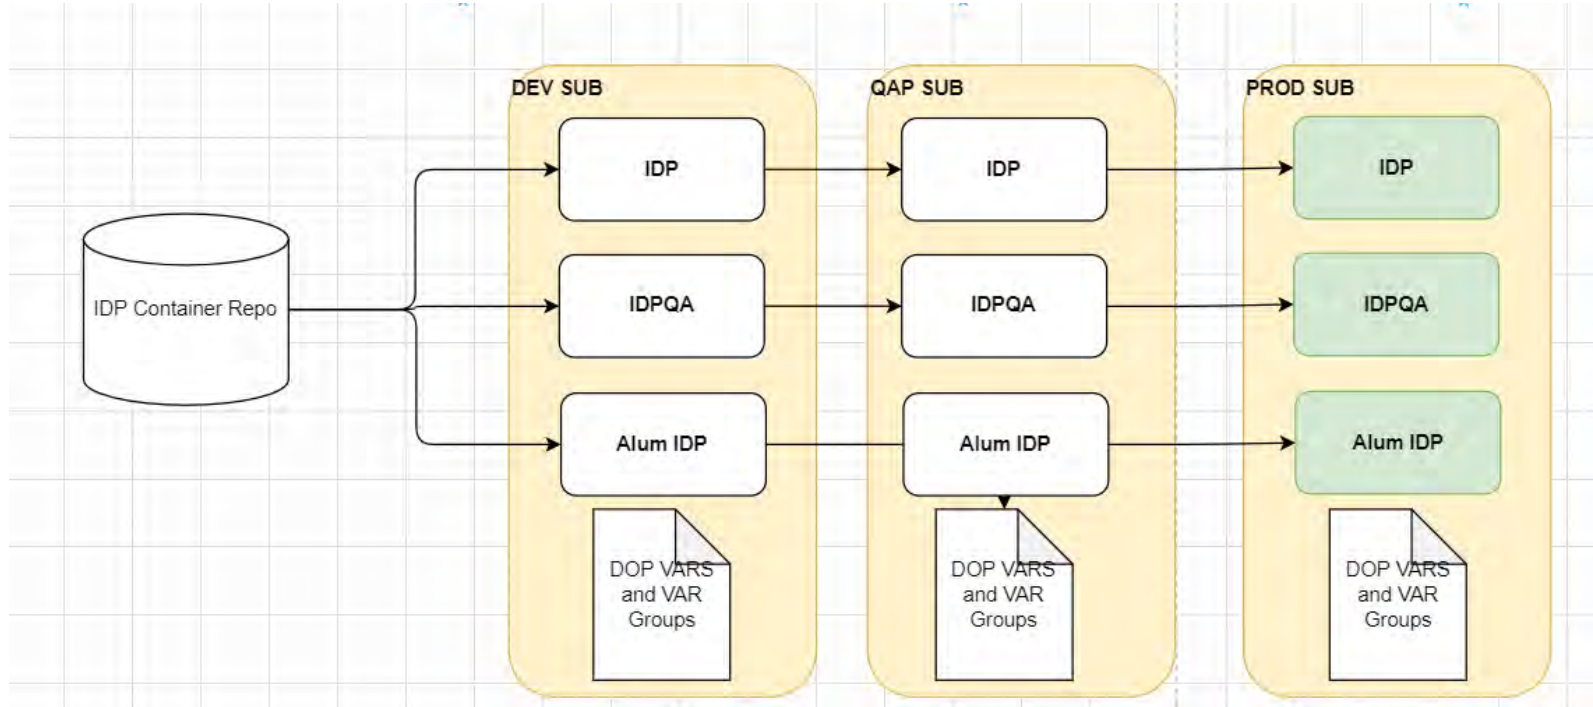 DEV SUB
QAP SUB
PROD SUB
IDP
IDP
IDP
IDP Container Repo
IDPQA
IDPQA
IDPQA
Alum IDP
Alum IDP
Alum IDP
DOP VARS
and VAR
Groups
DOP VARS
and VAR
Groups
DOP VARS
and VAR
Groups